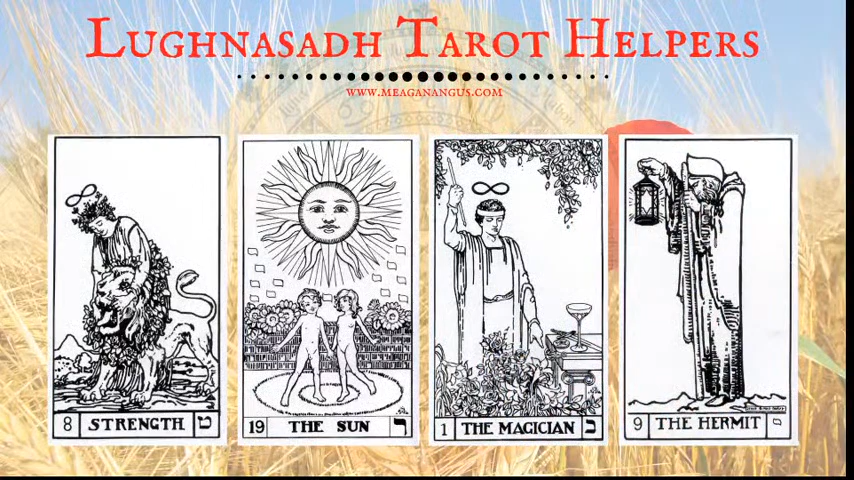 Lughnasadh Tarot Helpers
www.meaganangus.com
8 STRENGTH ט
19 THE SUN ר
1 THE MAGICIAN ב
9 THE HERMIT